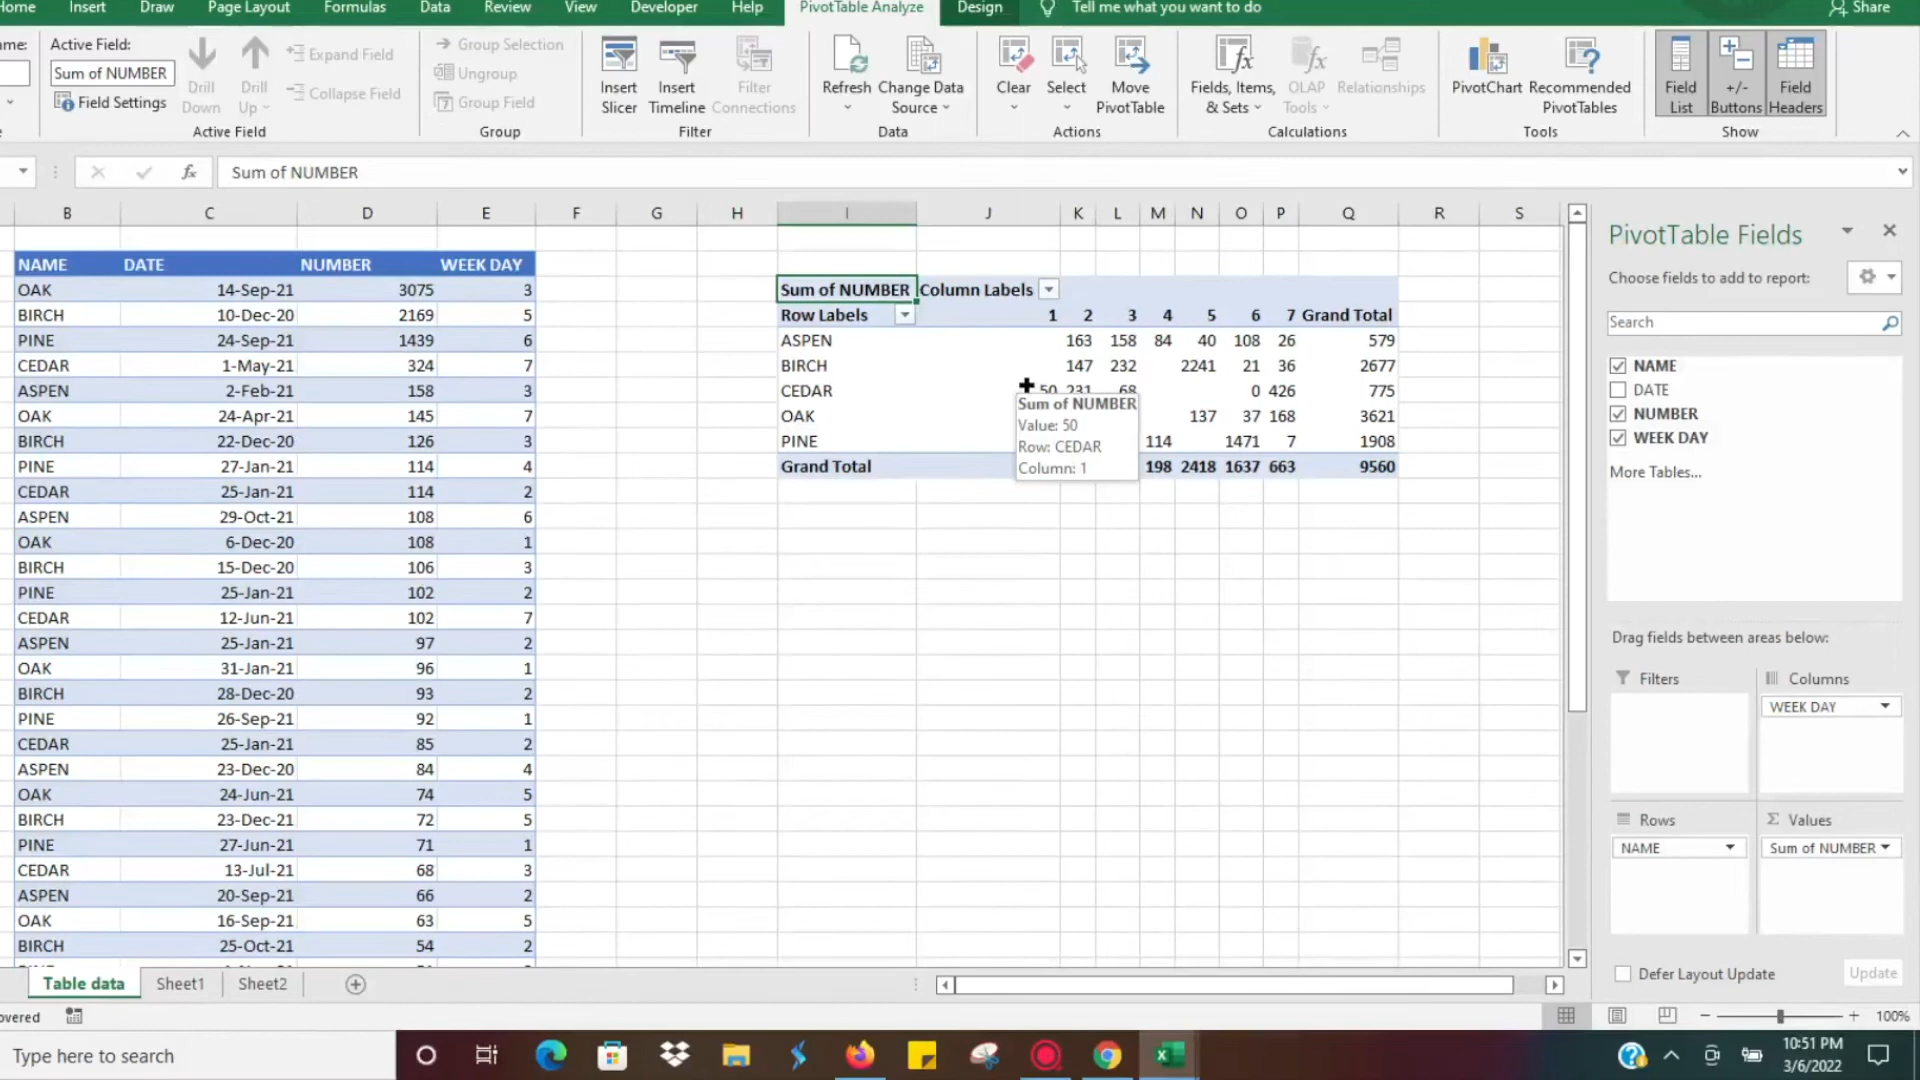 Home Insert Draw Page Layout Formulas Data Review View Developer Help PivotTable Analyze Design Tell me what you want to do Share
Active Field:
Sum of NUMBER
Field Settings
Drill Down
Drill Up
Expand Field
Collapse Field
Active Field
Group Selection
Ungroup
Group Field
Group
Insert Slicer
Insert Timeline
Filter Connections
Filter
Refresh
Change Data Source
Data
Clear
Select
Move PivotTable
Actions
Fields, Items, & Sets
OLAP Tools
Relationships
Calculations
PivotChart
Recommended PivotTables
Tools
Field List
+/- Buttons
Field Headers
Show
fx Sum of NUMBER
B C D E F G H I J K L M N O P Q R S
NAME DATE NUMBER WEEK DAY
OAK 14-Sep-21 3075 3
BIRCH 10-Dec-20 2169 5
PINE 24-Sep-21 1439 6
CEDAR 1-May-21 324 7
ASPEN 2-Feb-21 158 3
OAK 24-Apr-21 145 7
BIRCH 22-Dec-20 126 3
PINE 27-Jan-21 114 4
CEDAR 25-Jan-21 114 2
ASPEN 29-Oct-21 108 6
OAK 6-Dec-20 108 1
BIRCH 15-Dec-20 106 3
PINE 25-Jan-21 102 2
CEDAR 12-Jun-21 102 7
ASPEN 25-Jan-21 97 2
OAK 31-Jan-21 96 1
BIRCH 28-Dec-20 93 2
PINE 26-Sep-21 92 1
CEDAR 25-Jan-21 85 2
ASPEN 23-Dec-20 84 4
OAK 24-Jun-21 74 5
BIRCH 23-Dec-21 72 5
PINE 27-Jun-21 71 1
CEDAR 13-Jul-21 68 3
ASPEN 20-Sep-21 66 2
OAK 16-Sep-21 63 5
BIRCH 25-Oct-21 54 2
Sum of NUMBER Column Labels
Row Labels 1 2 3 4 5 6 7 Grand Total
ASPEN 163 158 84 40 108 26 579
BIRCH 147 232 2241 21 36 2677
CEDAR 50 231 68 0 426 775
OAK 137 37 168 3621
PINE 114 1471 7 1908
Grand Total 198 2418 1637 663 9560
Sum of NUMBER
Value: 50
Row: CEDAR
Column: 1
PivotTable Fields
Choose fields to add to report:
Search
NAME
DATE
NUMBER
WEEK DAY
More Tables...
Drag fields between areas below:
Filters
Columns
WEEK DAY
Rows
NAME
Σ Values
Sum of NUMBER
Defer Layout Update
Update
Table data Sheet1 Sheet2
100%
Type here to search
10:51 PM
3/6/2022